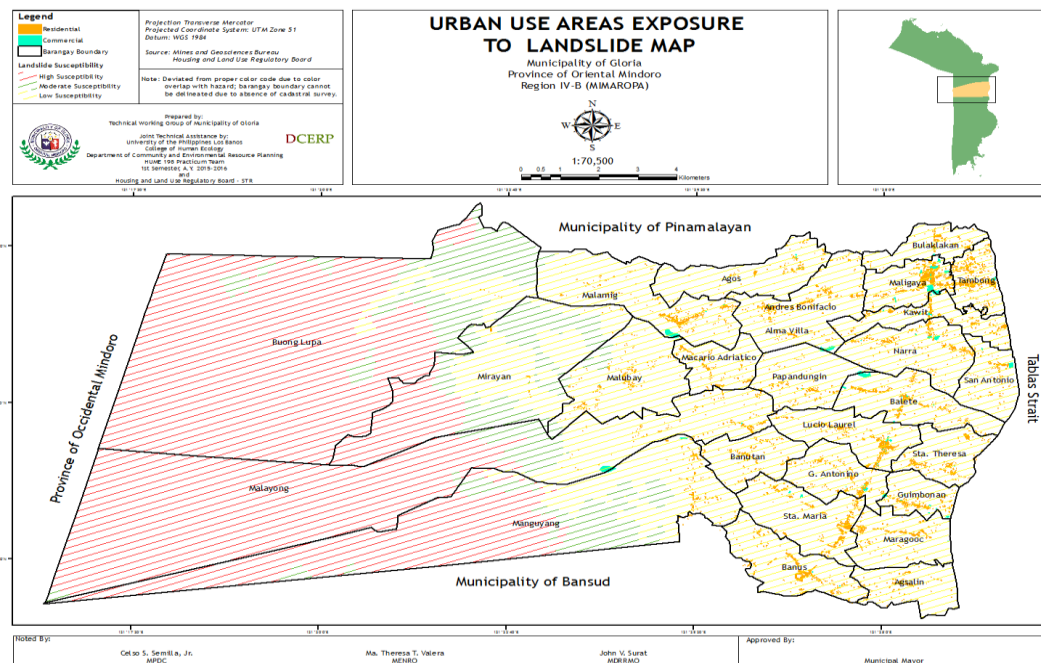 Legend
Residential
Commercial
Barangay Boundary
Landslide Susceptibility
High Susceptibility
Moderate Susceptibility
Low Susceptibility
Projection Transverse Mercator
Projected Coordinate System: UTM Zone 51
Datum: WGS 1984
Source: Mines and Geosciences Bureau
Housing and Land Use Regulatory Board
Note: Deviated from proper color code due to color
overlap with hazard; barangay boundary cannot
be delineated due to absence of cadastral survey.
Prepared by:
Technical Working Group of Municipality of Gloria
Joint Technical Assistance by:
University of the Philippines Los Banos
College of Human Ecology
Department of Community and Environmental Resource Planning
HUME 198 Practicum Team
1st Semester, A.Y. 2015-2016
and
Housing and Land Use Regulatory Board - STR
DCERP
URBAN USE AREAS EXPOSURE
TO LANDSLIDE MAP
Municipality of Gloria
Province of Oriental Mindoro
Region IV-B (MIMAROPA)
N
W E
S
1:70,500
0 0.5 1 2 3 4
Kilometers
Municipality of Pinamalayan
Bulaklakan
Agos
Maligaya
Tambong
Malamig
Andres Bonifacio
Kawit
Alma Villa
Buong Lupa
Narra
Macario Adriatico
Mirayan
Malubay
Papandungin
San Antonio
Balete
Lucio Laurel
Banutan
Sta. Theresa
G. Antonino
Malayong
Guimbonan
Sta. Maria
Manguyang
Maragooc
Banus
Agsalin
Province of Occidental Mindoro
Tablas Strait
Municipality of Bansud
Noted By:
Celso S. Semilla, Jr.
MPDC
Ma. Theresa T. Valera
MENRO
John V. Surat
MDRRMO
Approved By:
Municipal Mayor